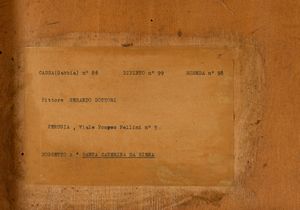 CASSA(Gabbia) n° 86 DIPINTO n° 99 SCHEDA n° 98
Pittore GERARDO DOTTORI
PERUGIA , Viale Pompeo Pellini n° 5
SOGGETTO : " SANTA CATERINA DA SIENA